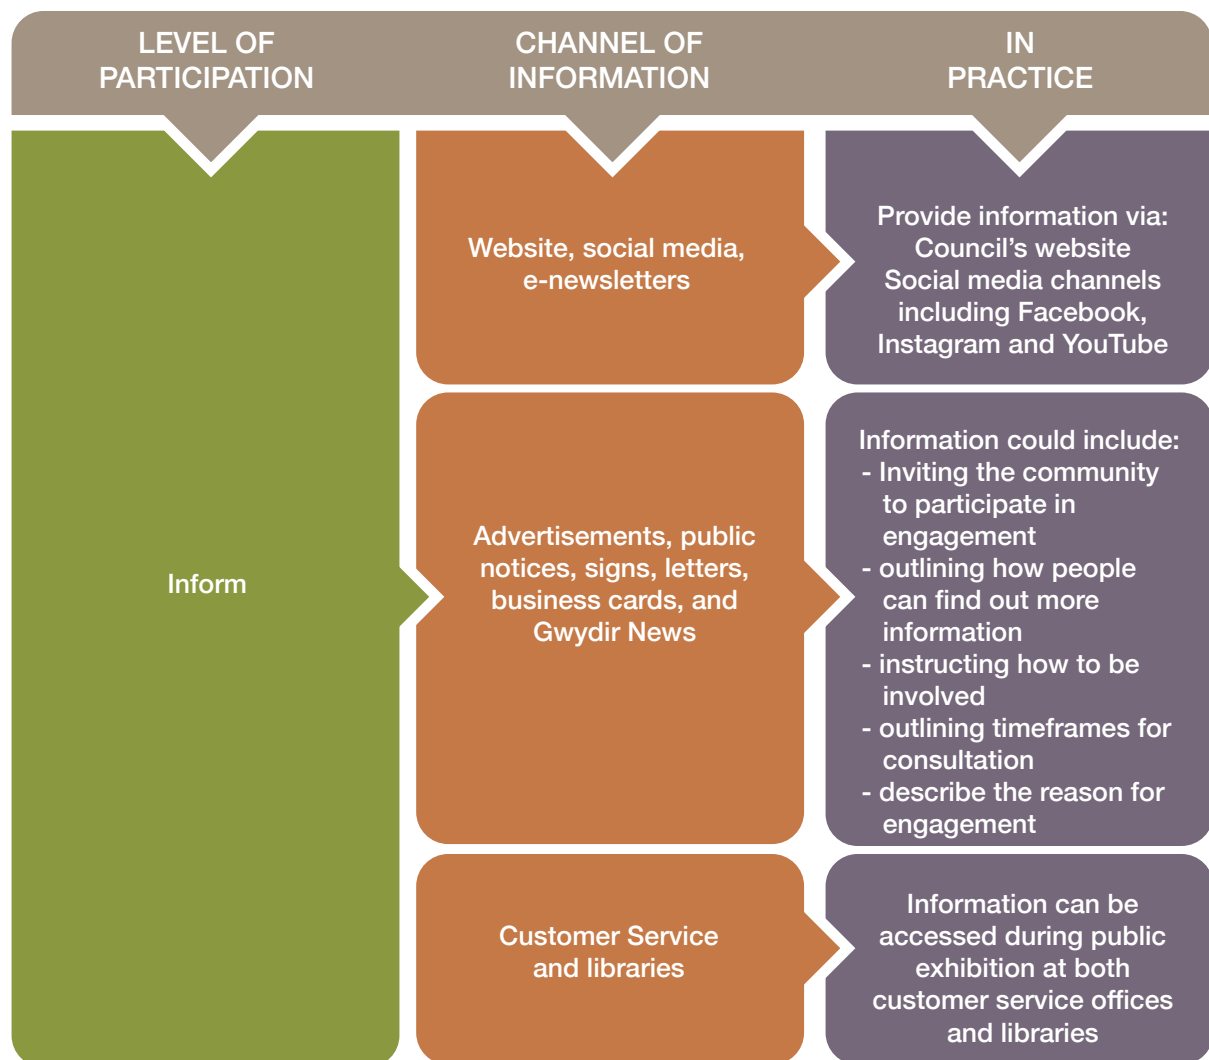 LEVEL OF
PARTICIPATION
CHANNEL OF
INFORMATION
IN
PRACTICE
Inform
Website, social media,
e-newsletters
Provide information via:
Council’s website
Social media channels
including Facebook,
Instagram and YouTube
Advertisements, public
notices, signs, letters,
business cards, and
Gwydir News
Information could include:
- Inviting the community
to participate in
engagement
- outlining how people
can find out more
information
- instructing how to be
involved
- outlining timeframes for
consultation
- describe the reason for
engagement
Customer Service
and libraries
Information can be
accessed during public
exhibition at both
customer service offices
and libraries